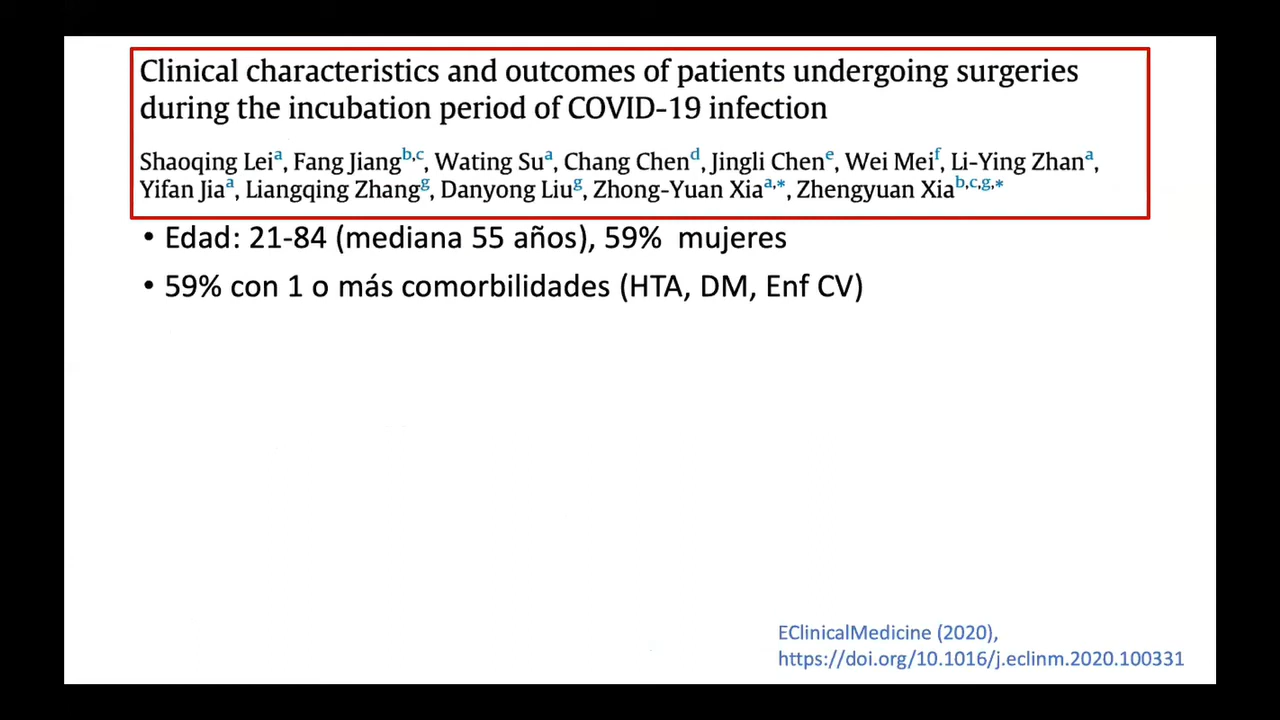 Clinical characteristics and outcomes of patients undergoing surgeries
during the incubation period of COVID-19 infection
Shaoqing Leiᵃ, Fang Jiangᵇ,ᶜ, Wating Suᵃ, Chang Chenᵈ, Jingli Chenᵉ, Wei Meiᶠ, Li-Ying Zhanᵃ,
Yifan Jiaᵃ, Liangqing Zhangᵍ, Danyong Liuᵍ, Zhong-Yuan Xiaᵃ,*, Zhengyuan Xiaᵇ,ᶜ,ᵍ,*
• Edad: 21-84 (mediana 55 años), 59% mujeres
• 59% con 1 o más comorbilidades (HTA, DM, Enf CV)
EClinicalMedicine (2020),
https://doi.org/10.1016/j.eclinm.2020.100331